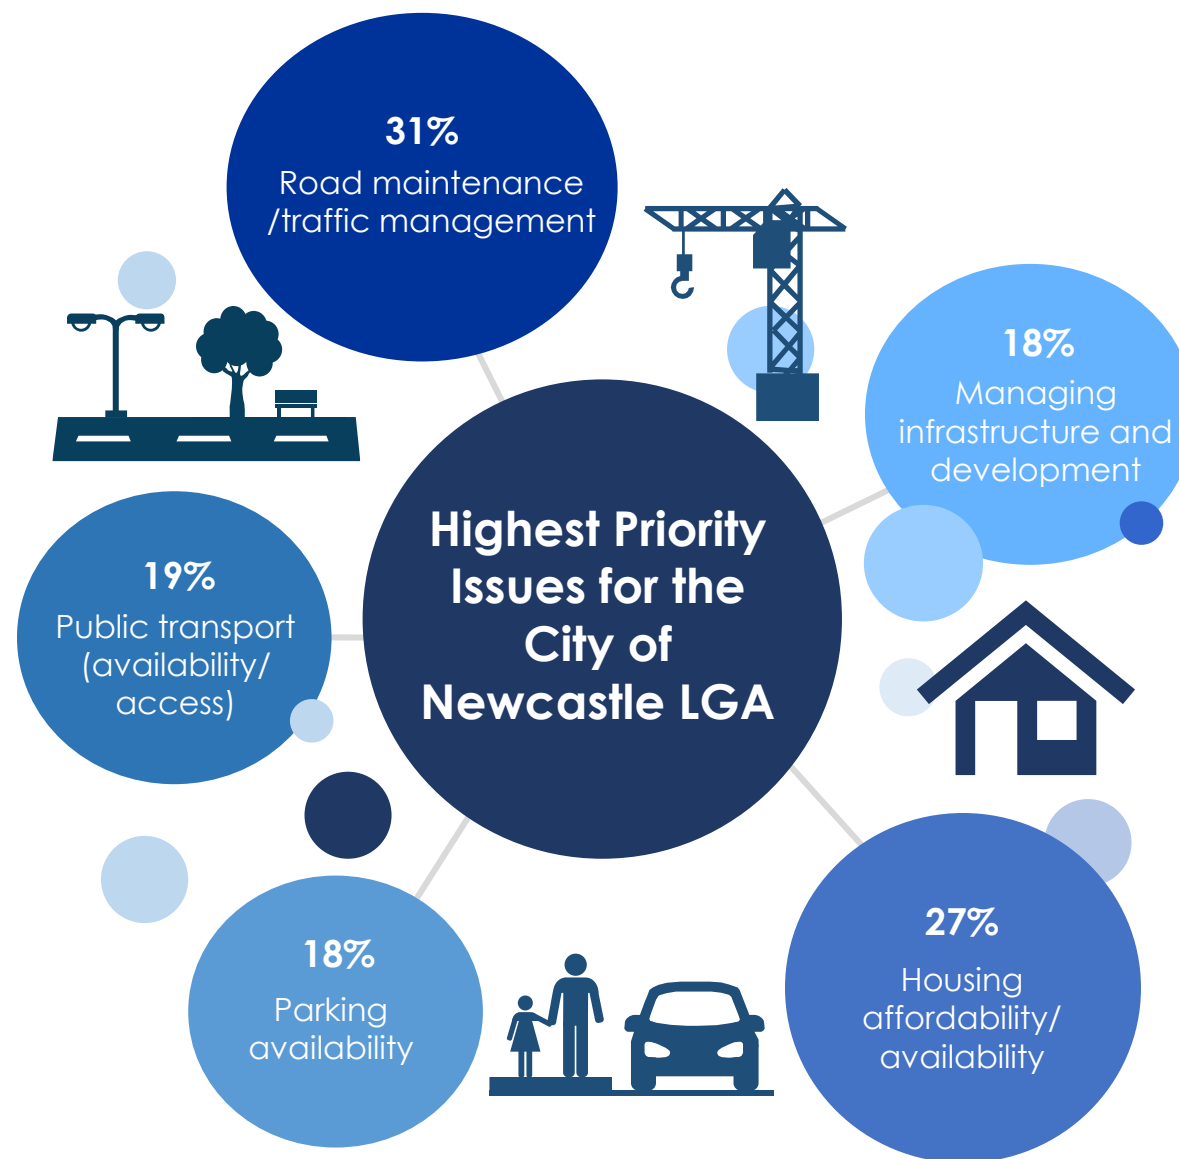 31%
Road maintenance
/traffic management
18%
Managing
infrastructure and
development
Highest Priority
Issues for the
City of
Newcastle LGA
19%
Public transport
(availability/
access)
27%
Housing
affordability/
availability
18%
Parking
availability